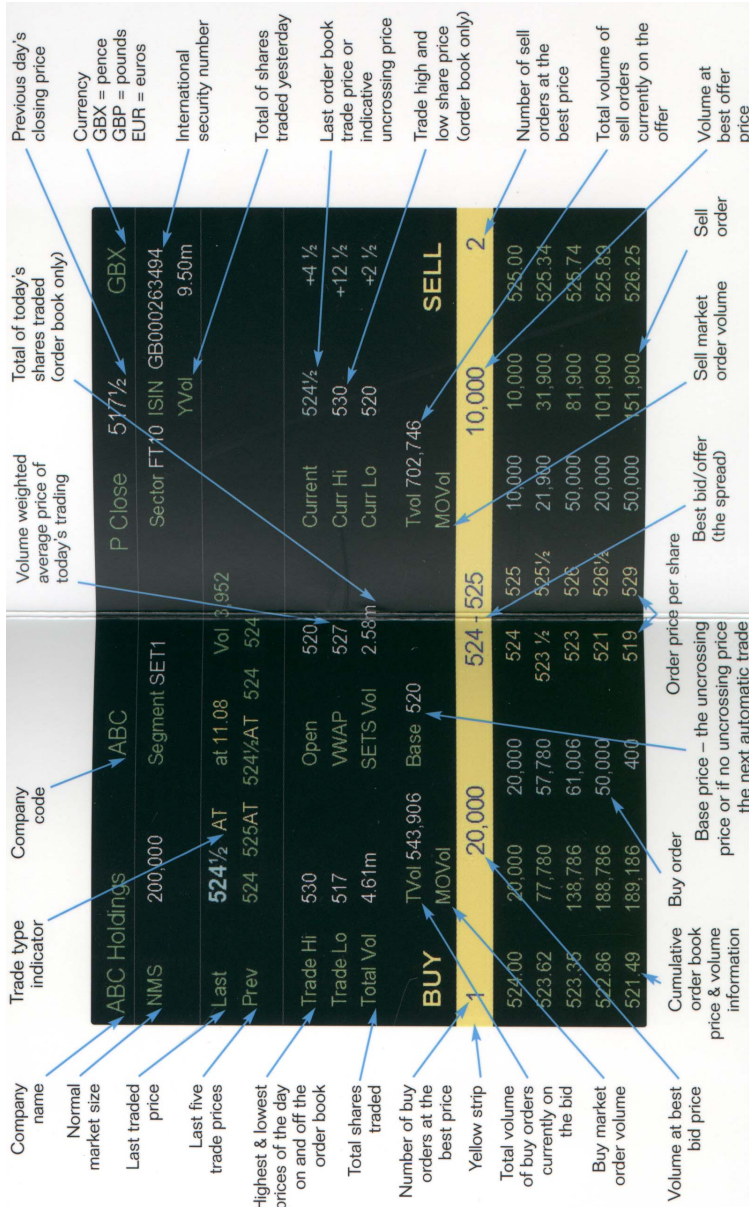 Company
name
Trade type
indicator
Company
code
Volume weighted
average price of
today's trading
Total of today's
shares traded
(order book only)
Previous day's
closing price
Normal
market size
Last traded
price
Last five
trade prices
Highest & lowest
prices of the day
on and off the
order book
Total shares
traded
Number of buy
orders at the
best price
Yellow strip
Total volume
of buy orders
currently on
the bid
Buy market
order volume
Volume at best
bid price
ABC Holdings ABC P Close 517½ GBX
NMS 200,000 Segment SET1 Sector FT10 ISIN GB000263494
YVol 9.50m
Last 524½ AT at 11.08 Vol 3,952
Prev 524 525AT 524½AT 524 524
Trade Hi 530 Open 520 Current 524½ +4 ½
Trade Lo 517 VWAP 527 Curr Hi 530 +12 ½
Total Vol 4.61m SETS Vol 2.58m Curr Lo 520 +2 ½
BUY TVol 543,906 Base 520 Tvol 702,746 SELL
MOVol MOVol
1 20,000 524 - 525 10,000 2
524.00 20,000 20,000 524 525 10,000 10,000 525.00
523.62 77,780 57,780 523 ½ 525½ 21,900 31,900 525.34
523.35 138,786 61,006 523 526 50,000 81,900 525.74
522.86 188,786 50,000 521 526½ 20,000 101,900 525.89
521.49 189,186 40 519 529 50,000 151,900 526.25
Currency
GBX = pence
GBP = pounds
EUR = euros
International
security number
Total of shares
traded yesterday
Last order book
trade price or
indicative
uncrossing price
Trade high and
low share price
(order book only)
Number of sell
orders at the
best price
Total volume of
sell orders
currently on the
offer
Volume at
best offer
price
Cumulative
order book
price & volume
information
Buy order
Order price per share
Base price – the uncrossing
price or if no uncrossing price
the next automatic trade
Best bid/offer
(the spread)
Sell market
order volume
Sell
order